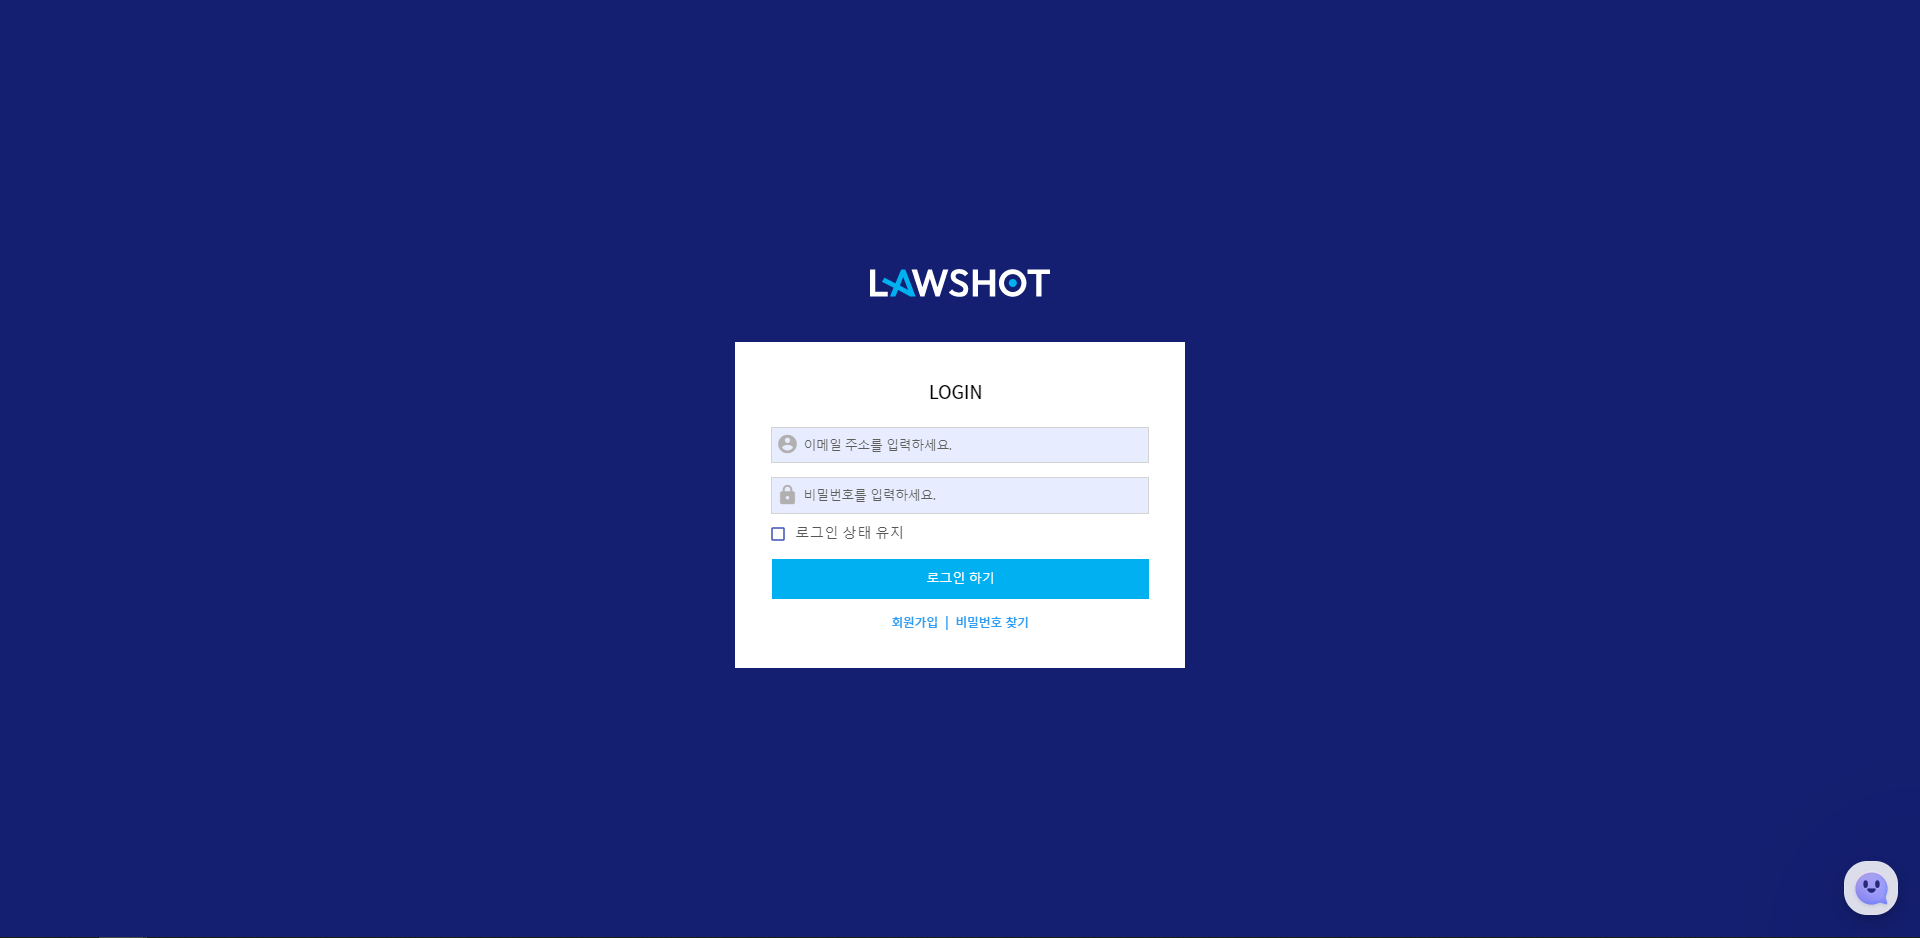 LAWSHOT
LOGIN
이메일 주소를 입력하세요.
비밀번호를 입력하세요.
로그인 상태 유지
로그인 하기
회원가입 | 비밀번호 찾기